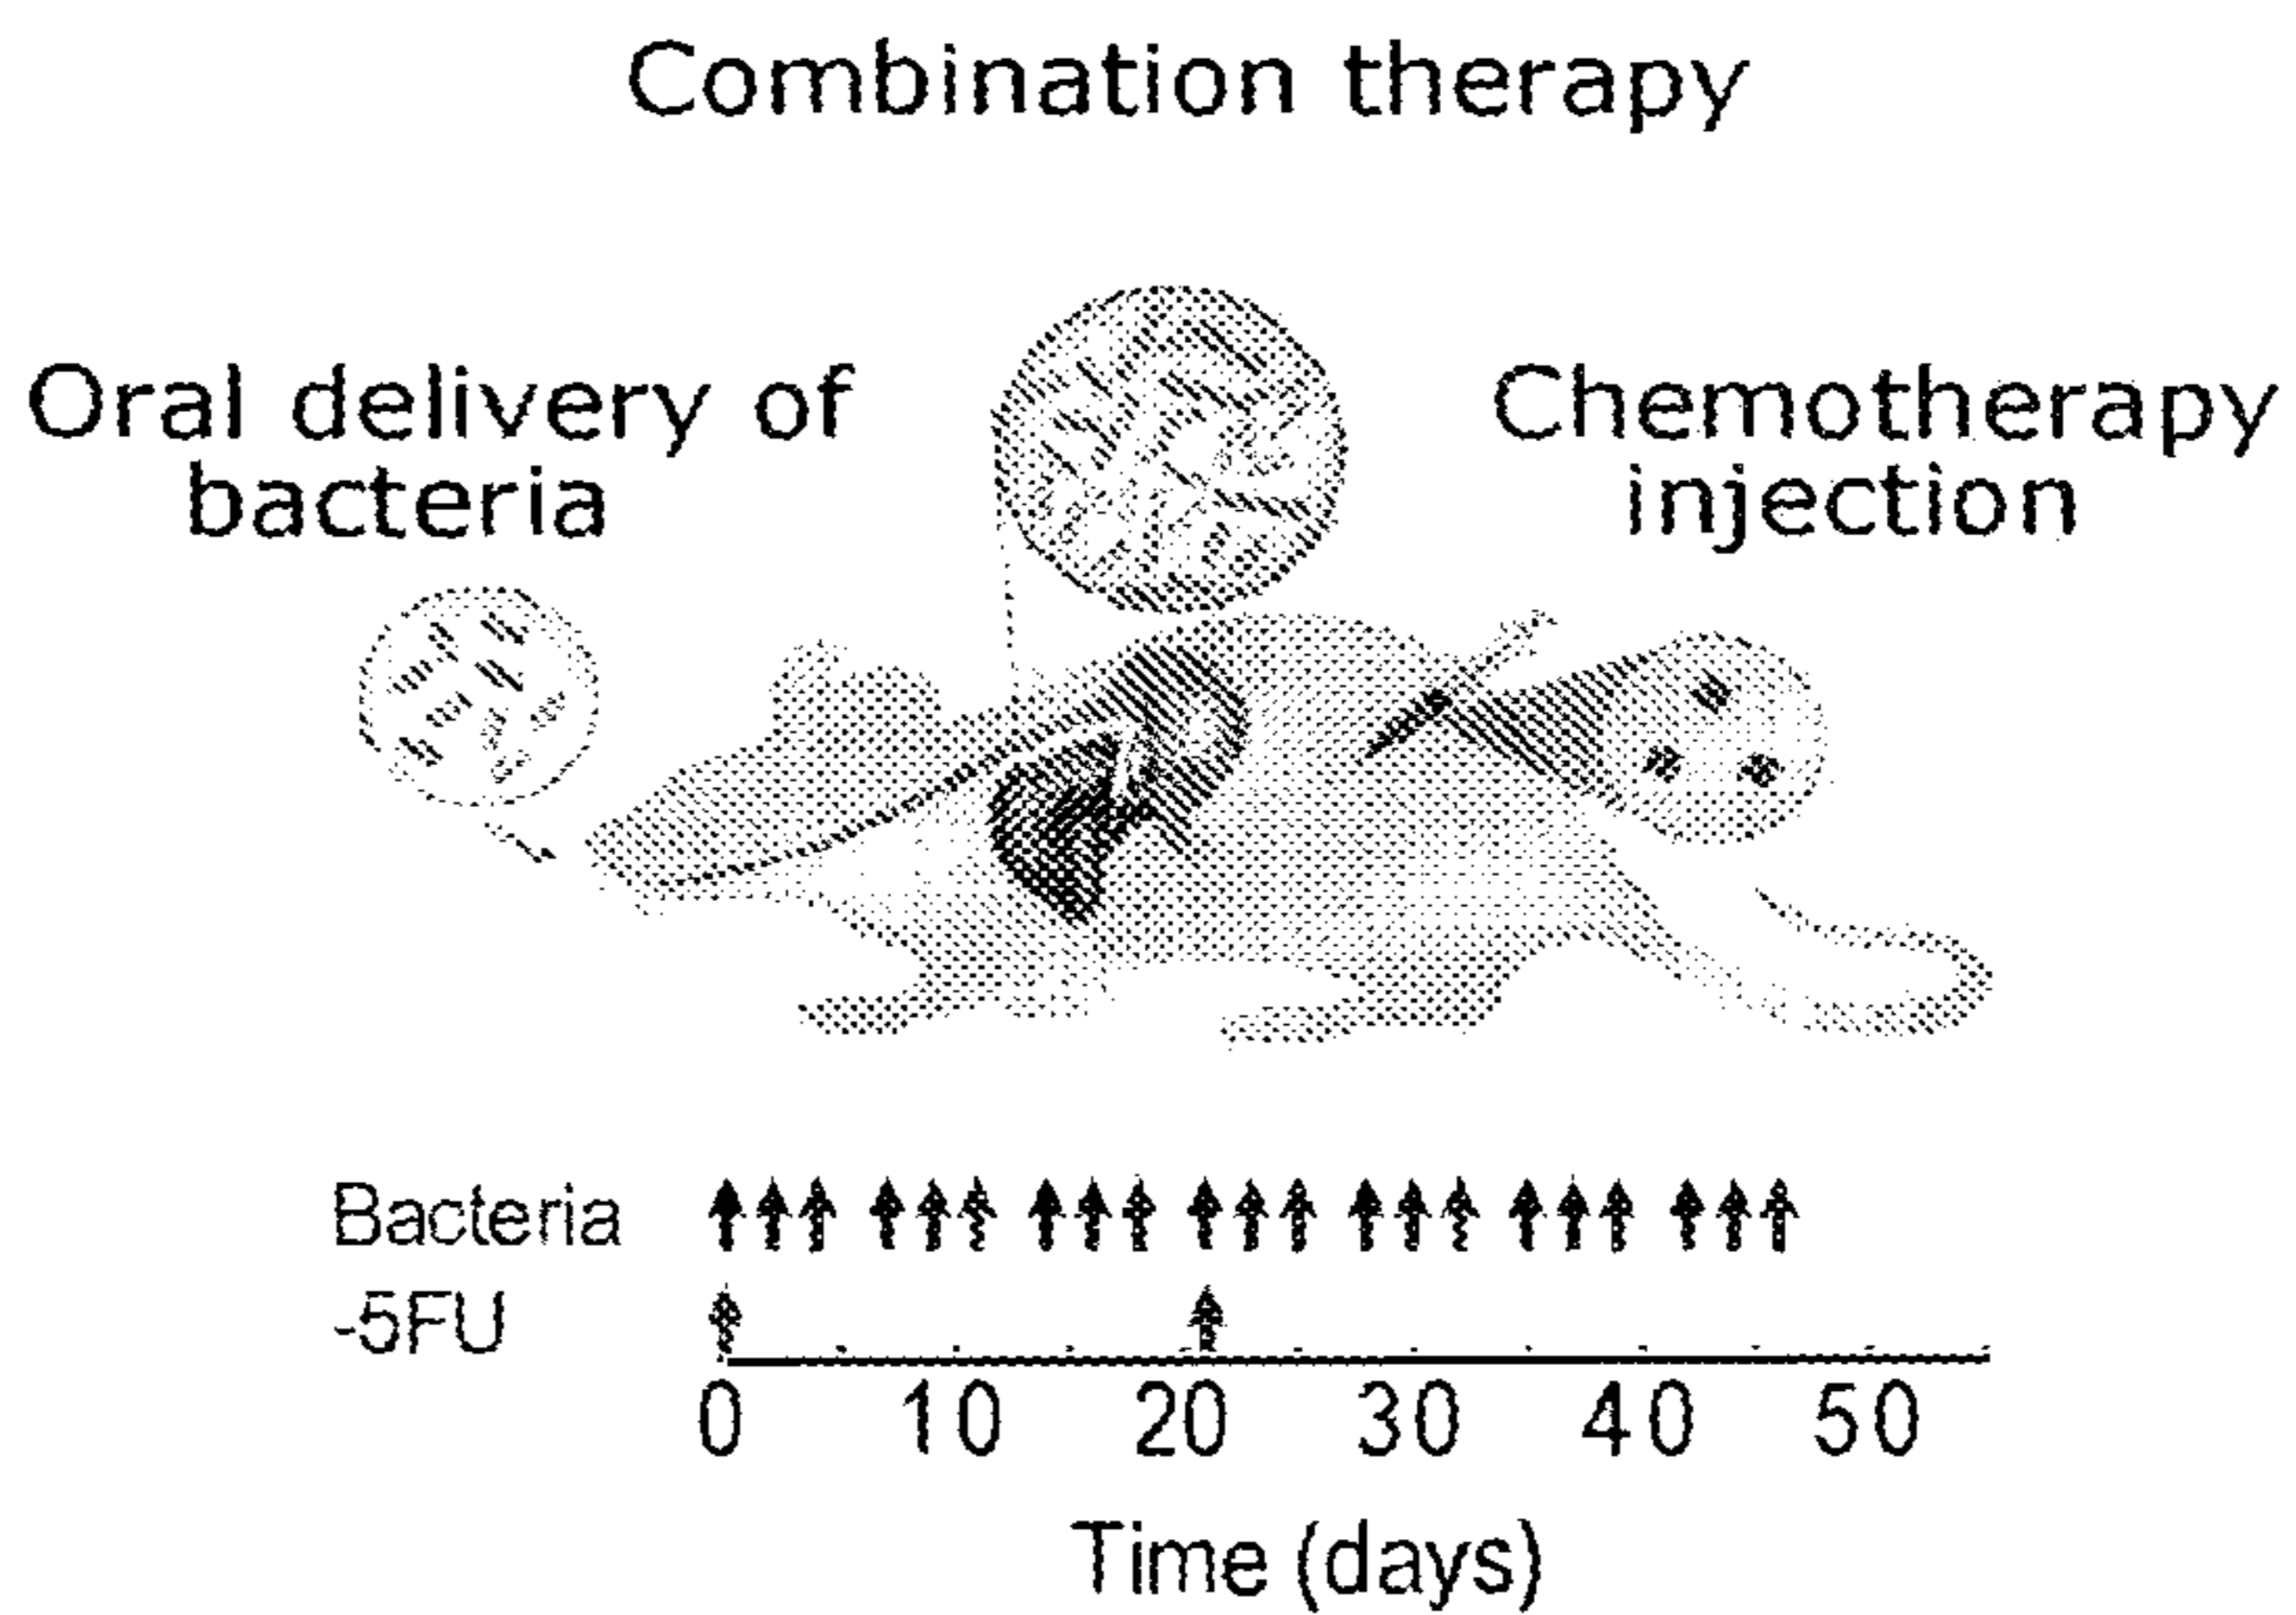 Combination therapy
Oral delivery of
bacteria
Chemotherapy
injection
Bacteria
-5FU
0 10 20 30 40 50
Time (days)